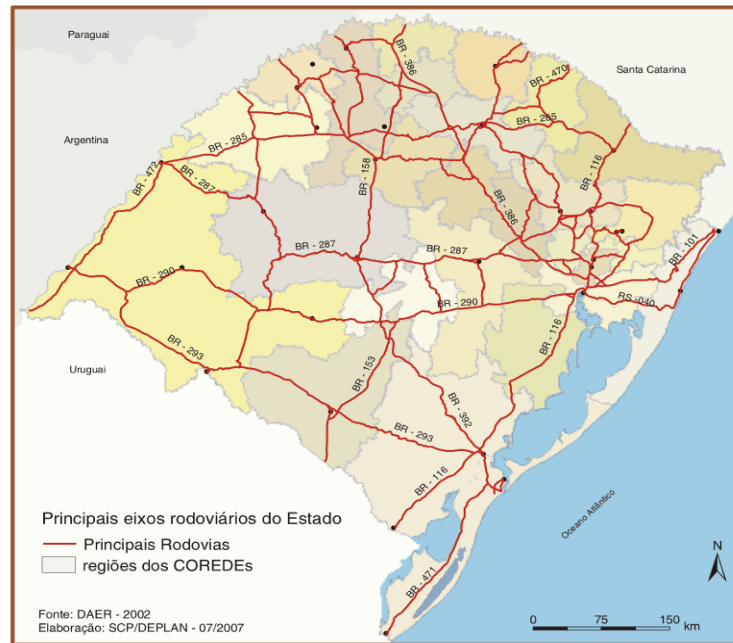 Paraguai
Santa Catarina
BR - 386
BR - 470
Argentina
BR - 285
BR - 285
BR - 472
BR - 287
BR - 158
BR - 116
BR - 386
BR - 287
BR - 287
BR - 101
BR - 290
BR - 290
RS -040
BR - 293
BR - 116
Uruguai
BR - 153
BR - 392
BR - 293
BR - 116
Oceano Atlântico
BR - 471
Principais eixos rodoviários do Estado
Principais Rodovias
regiões dos COREDEs
N
Fonte: DAER - 2002
Elaboração: SCP/DEPLAN - 07/2007
0 75 150 km